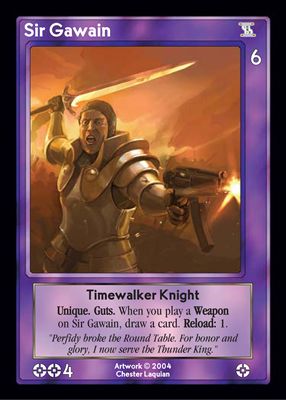 Sir Gawain
6
Timewalker Knight
Unique. Guts. When you play a Weapon
on Sir Gawain, draw a card. Reload: 1.
"Perfidy broke the Round Table. For honor and
glory, I now serve the Thunder King."
4
Artwork © 2004
Chester Laquian